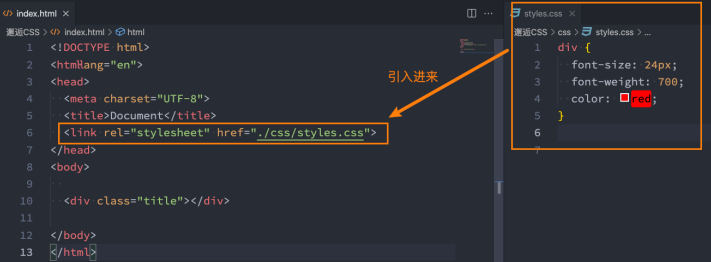 index.html
邂逅CSS > index.html > html
1 <!DOCTYPE html>
2 <html lang="en">
3 <head>
4 <meta charset="UTF-8">
5 <title>Document</title>
6 <link rel="stylesheet" href="./css/styles.css">
7 </head>
8 <body>
9
10 <div class="title"></div>
11
12 </body>
13 </html>
引入进来
styles.css
邂逅CSS > css > styles.css > ...
1 div {
2 font-size: 24px;
3 font-weight: 700;
4 color: red;
5 }
6
7